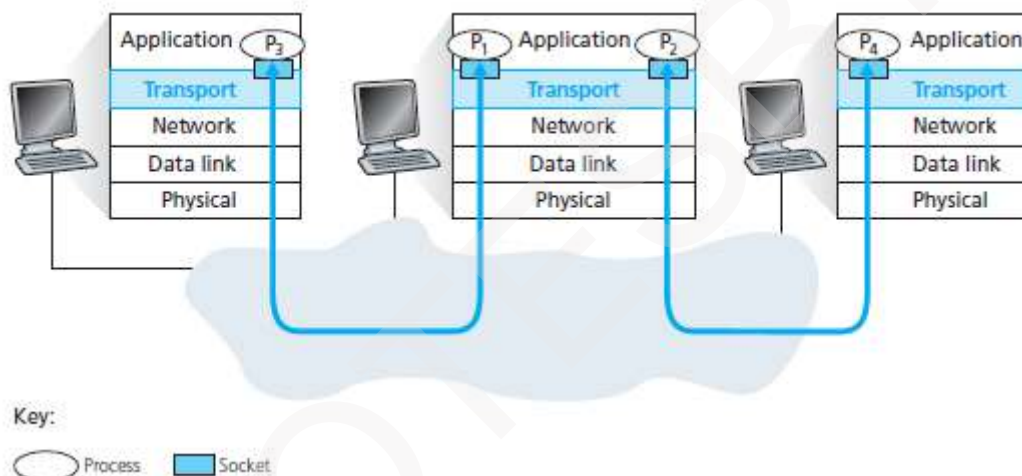 Application P3
Transport
Network
Data link
Physical
P1 Application P2
Transport
Network
Data link
Physical
P4 Application
Transport
Network
Data link
Physical
Key:
Process Socket